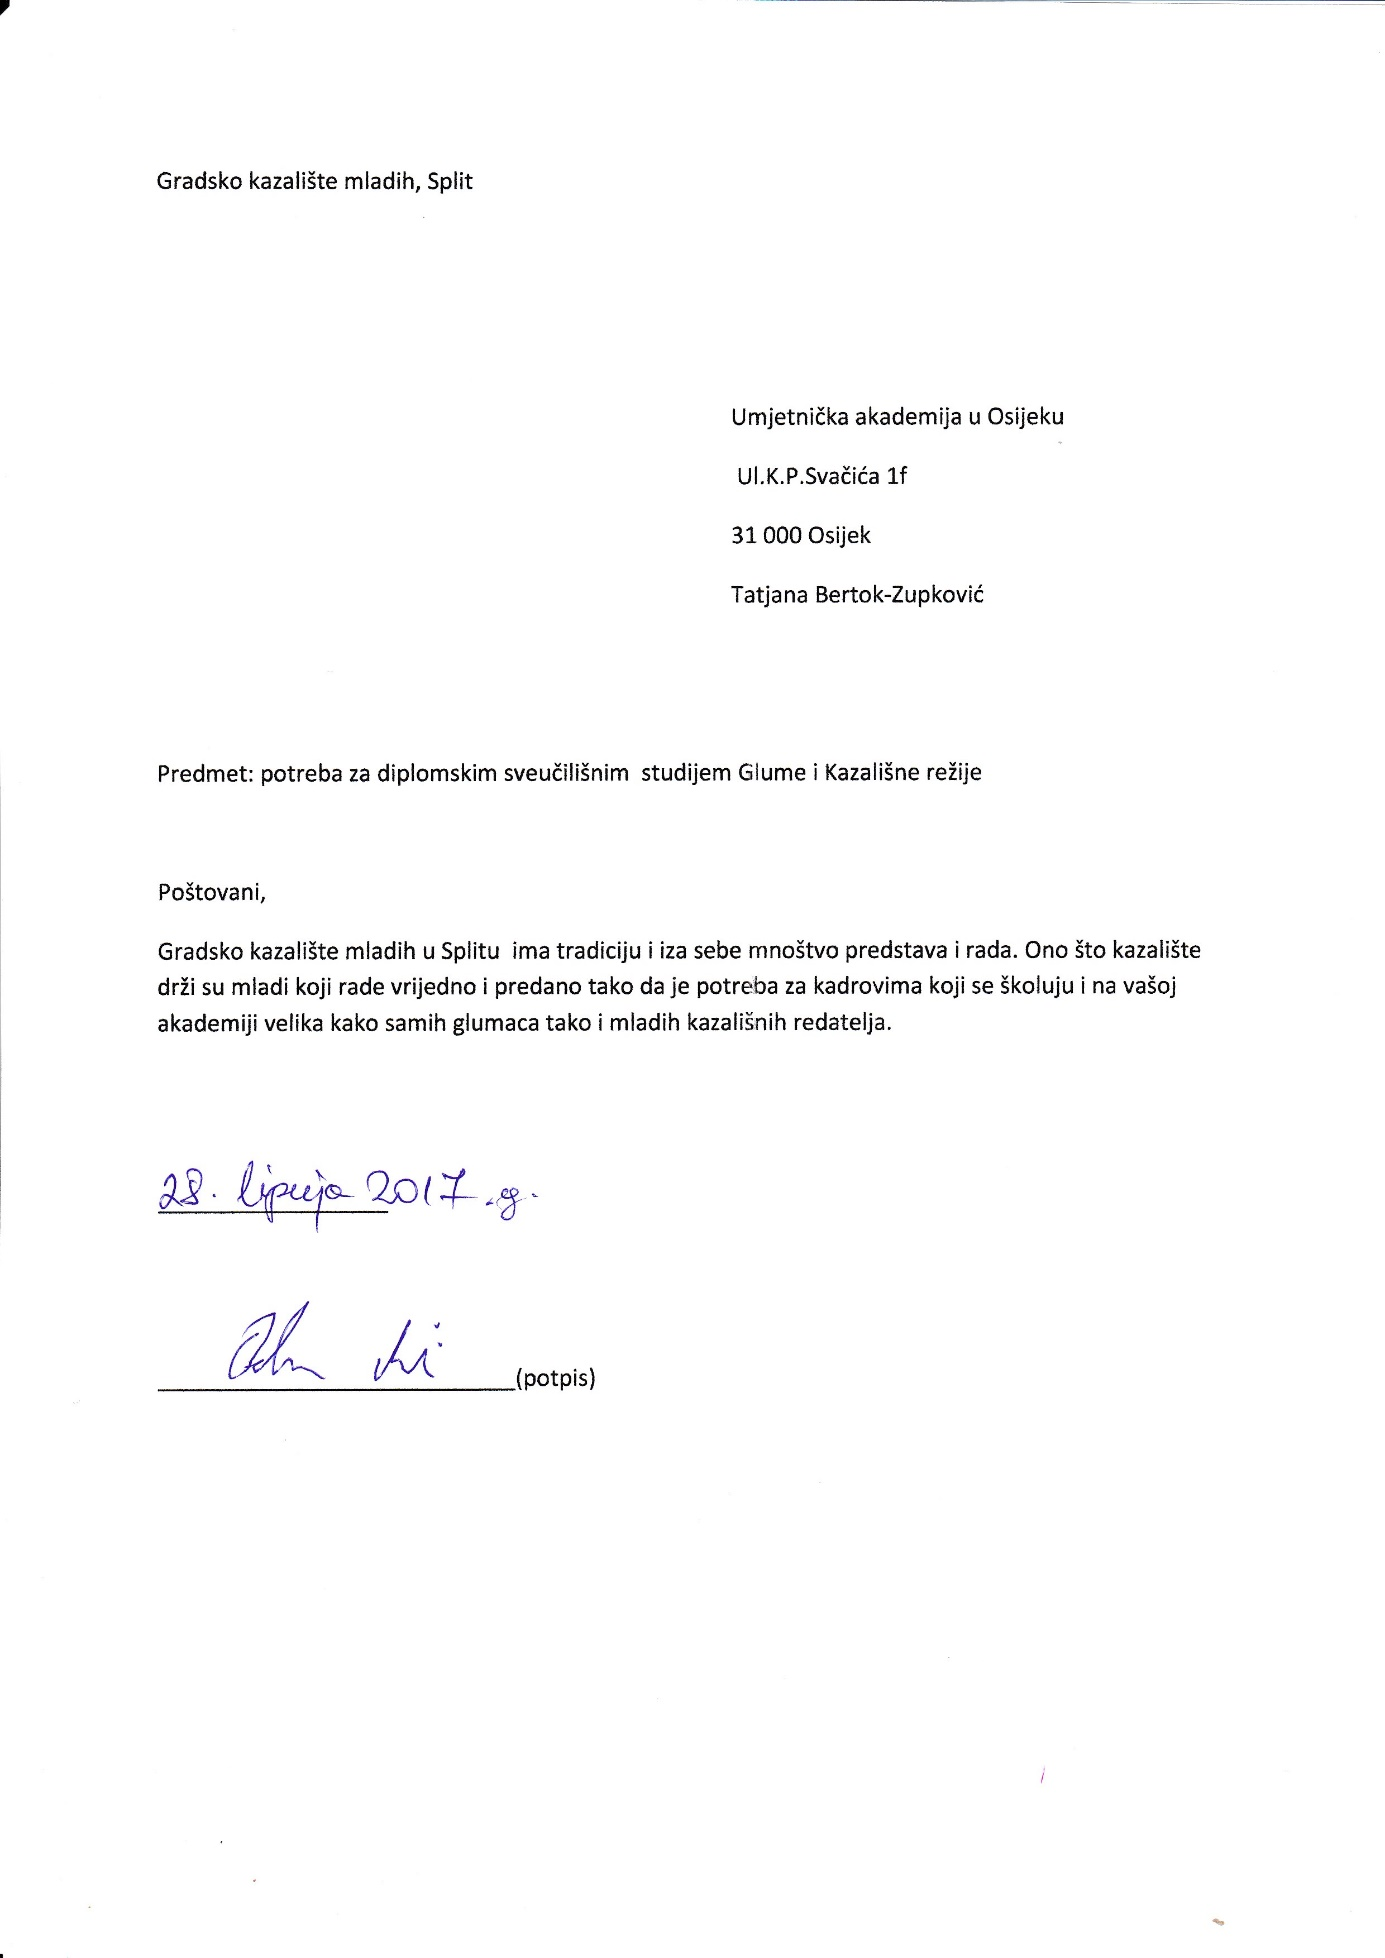 Gradsko kazalište mladih, Split
Umjetnička akademija u Osijeku
Ul.K.P.Svačića 1f
31 000 Osijek
Tatjana Bertok-Zupković
Predmet: potreba za diplomskim sveučilišnim  studijem Glume i Kazališne režije
Poštovani,
Gradsko kazalište mladih u Splitu  ima tradiciju i iza sebe mnoštvo predstava i rada. Ono što kazalište
drži su mladi koji rade vrijedno i predano tako da je potreba za kadrovima koji se školuju i na vašoj
akademiji velika kako samih glumaca tako i mladih kazališnih redatelja.
28. lipnja 2017.g.
(potpis)